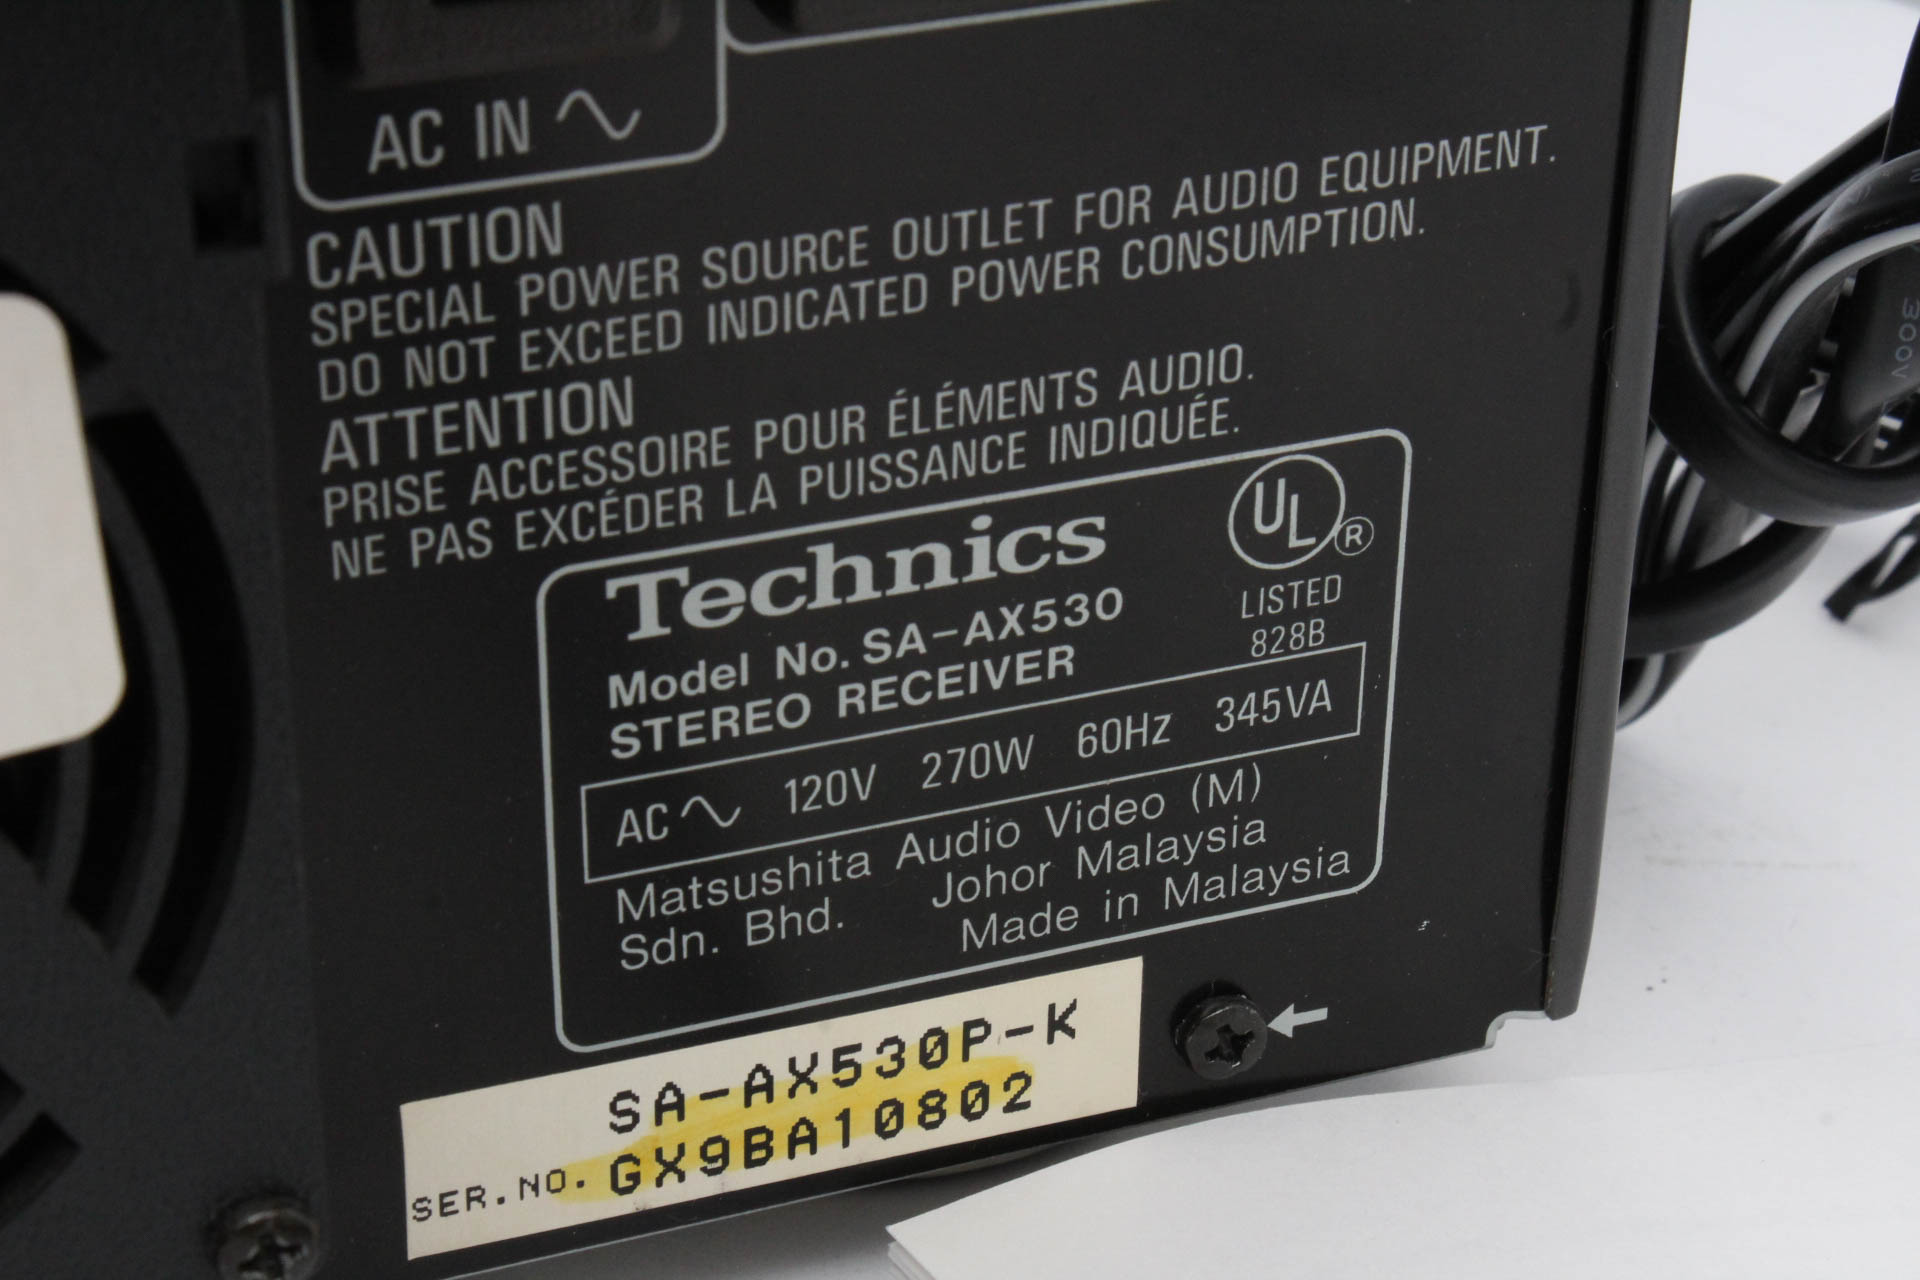 AC IN
CAUTION
SPECIAL POWER SOURCE OUTLET FOR AUDIO EQUIPMENT.
DO NOT EXCEED INDICATED POWER CONSUMPTION.
ATTENTION
PRISE ACCESSOIRE POUR ÉLÉMENTS AUDIO.
NE PAS EXCÉDER LA PUISSANCE INDIQUÉE.
Technics
Model No. SA-AX530
STEREO RECEIVER
UL ®
LISTED
828B
AC 120V 270W 60Hz 345VA
Matsushita Audio Video (M)
Sdn. Bhd. Johor Malaysia
Made in Malaysia
SA-AX530P-K
SER.NO. GX9BA10802
300V